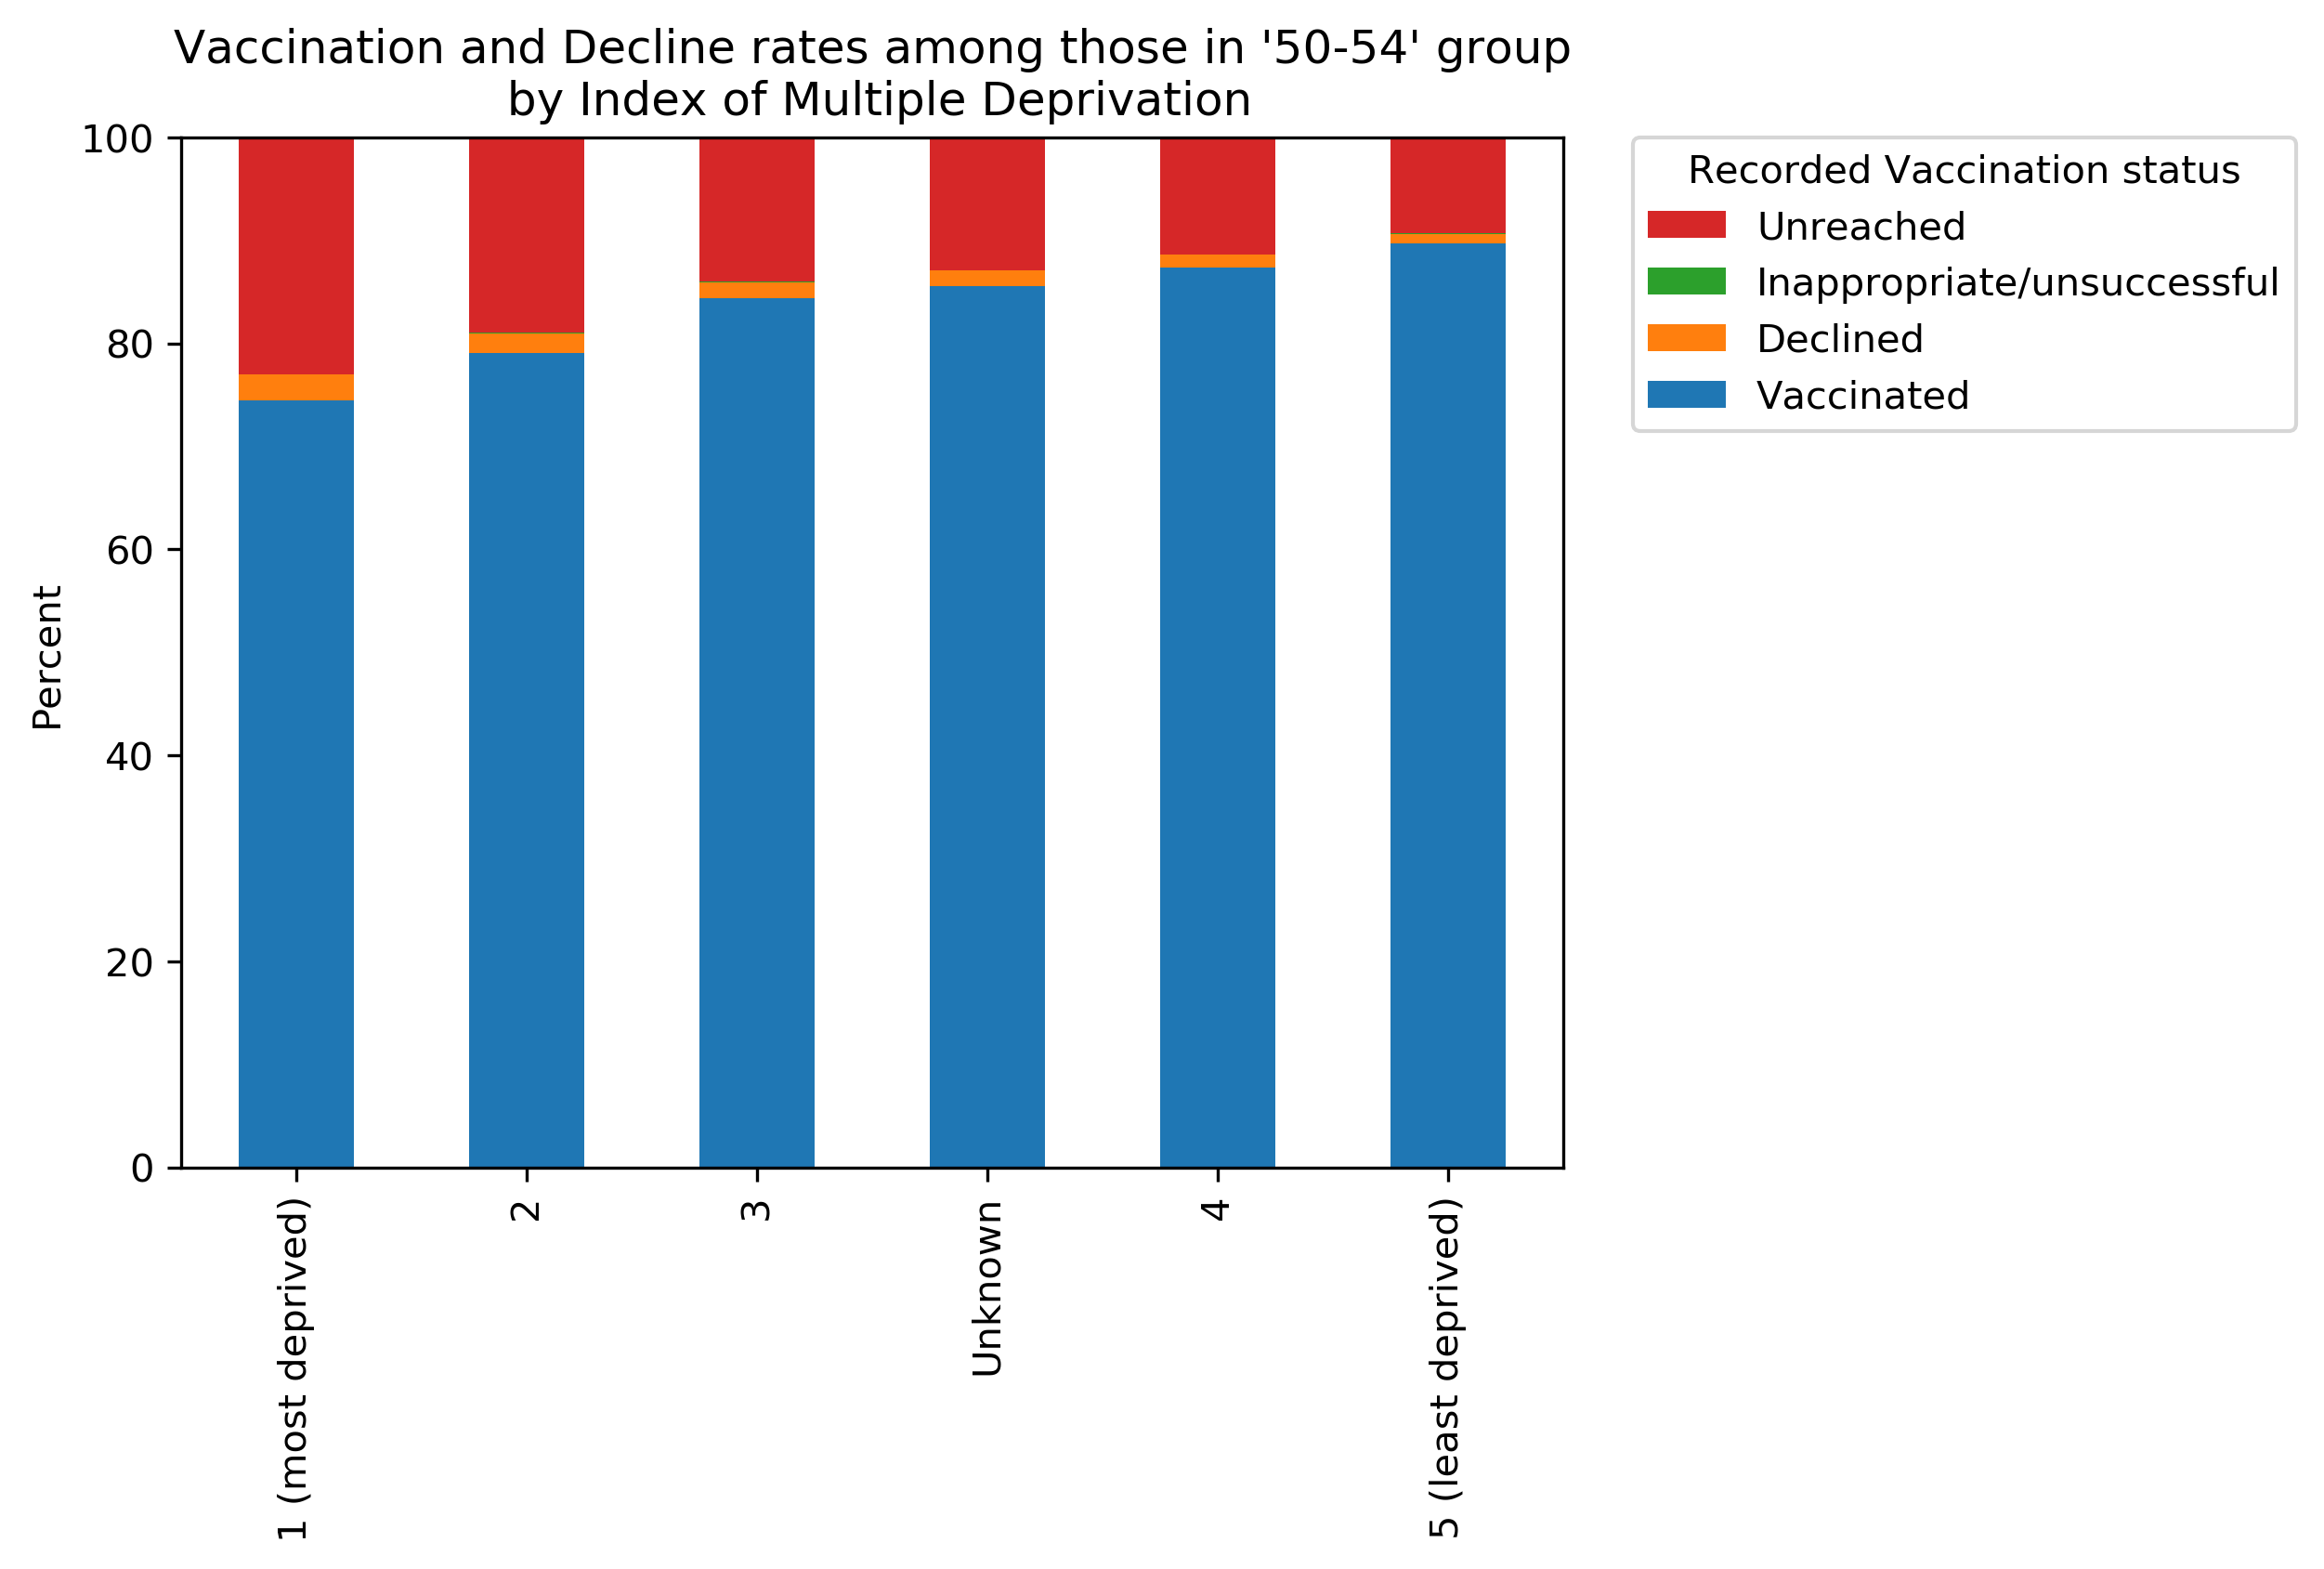 Vaccination and Decline rates among those in '50-54' group
by Index of Multiple Deprivation
Percent
100
80
60
40
20
0
1 (most deprived)
2
3
Unknown
4
5 (least deprived)
Recorded Vaccination status
Unreached
Inappropriate/unsuccessful
Declined
Vaccinated